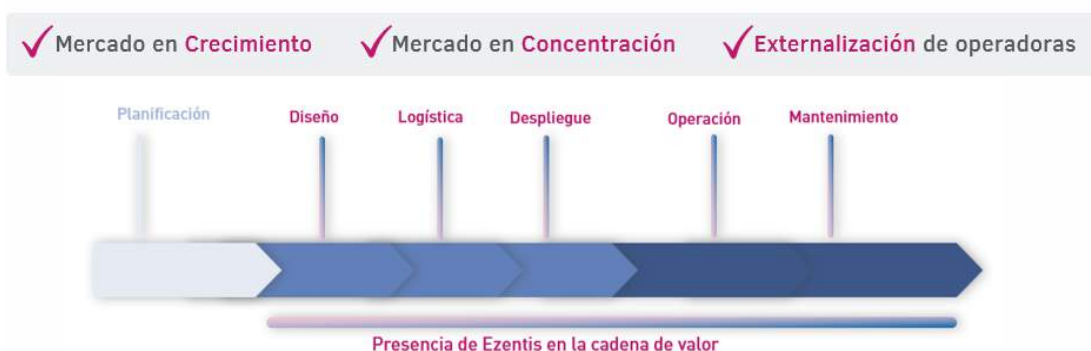 Mercado en Crecimiento Mercado en Concentración Externalización de operadoras
Planificación Diseño Logística Despliegue Operación Mantenimiento
Presencia de Ezentis en la cadena de valor